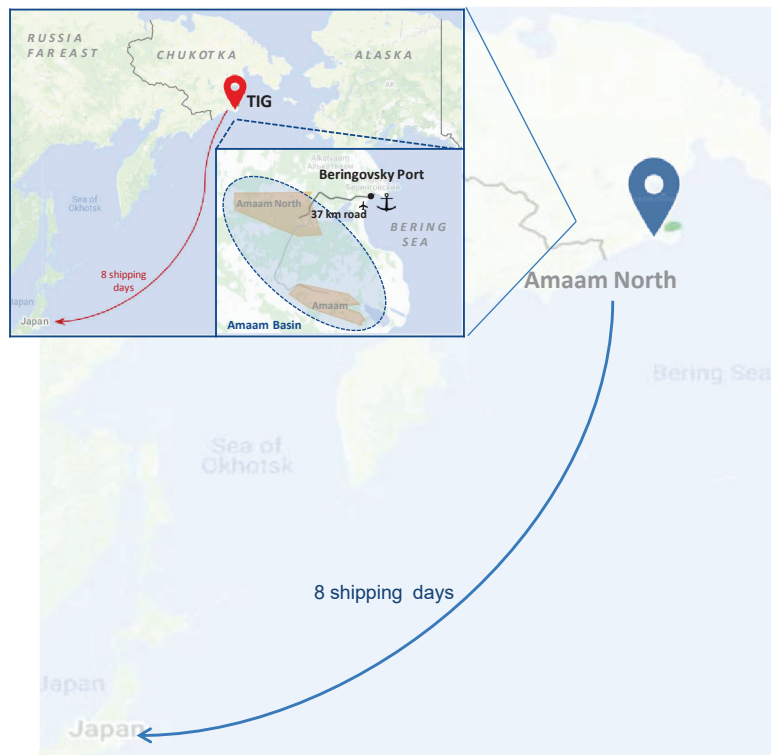 RUSSIA
FAR EAST
CHUKOTKA
ALASKA
TIG
Sea of
Okhotsk
8 shipping
days
Japan
Japan
Beringovsky Port
Amaam North
37 km road
BERING
SEA
Amaam
Amaam Basin
Amaam North
Bering Sea
Sea of
Okhotsk
8 shipping days
Japan
Japan